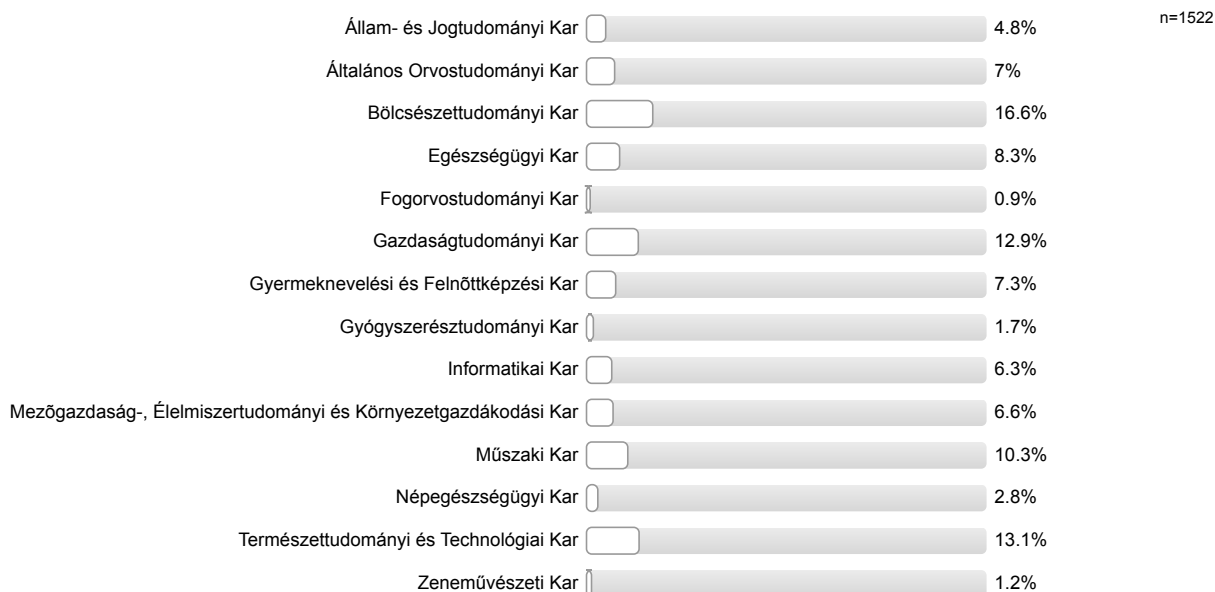 n=1522
Állam- és Jogtudományi Kar 4.8%
Általános Orvostudományi Kar 7%
Bölcsészettudományi Kar 16.6%
Egészségügyi Kar 8.3%
Fogorvostudományi Kar 0.9%
Gazdaságtudományi Kar 12.9%
Gyermeknevelési és Felnõttképzési Kar 7.3%
Gyógyszerésztudományi Kar 1.7%
Informatikai Kar 6.3%
Mezõgazdaság-, Élelmiszertudományi és Környezetgazdákodási Kar 6.6%
Műszaki Kar 10.3%
Népegészségügyi Kar 2.8%
Természettudományi és Technológiai Kar 13.1%
Zeneművészeti Kar 1.2%